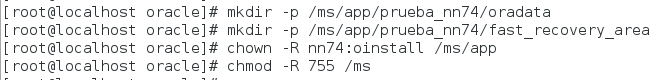 [root@localhost oracle]# mkdir -p /ms/app/prueba_nn74/oradata
[root@localhost oracle]# mkdir -p /ms/app/prueba_nn74/fast_recovery_area
[root@localhost oracle]# chown -R nn74:oinstall /ms/app
[root@localhost oracle]# chmod -R 755 /ms